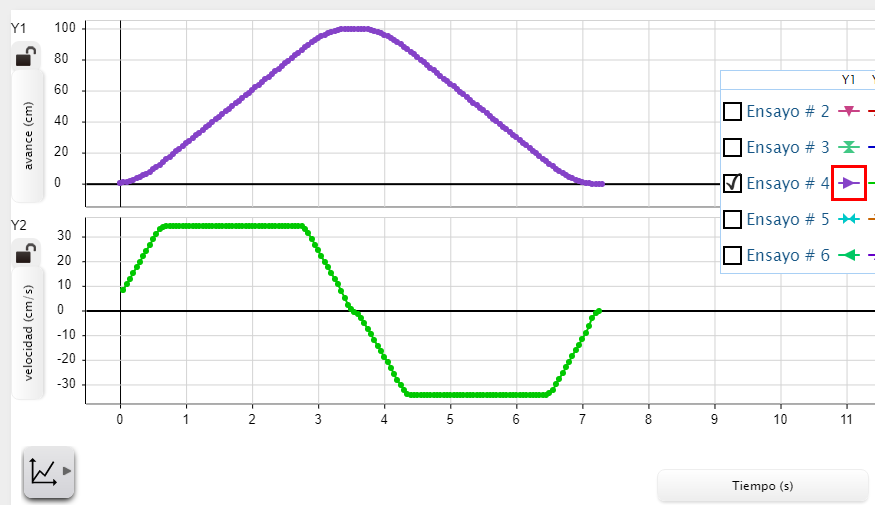 Y1
100
80
60
40
20
0
avance (cm)
Y1
Ensayo # 2
Ensayo # 3
Ensayo # 4
Ensayo # 5
Ensayo # 6
Y2
30
20
10
0
-10
-20
-30
velocidad (cm/s)
0 1 2 3 4 5 6 7 8 9 10 11
Tiempo (s)